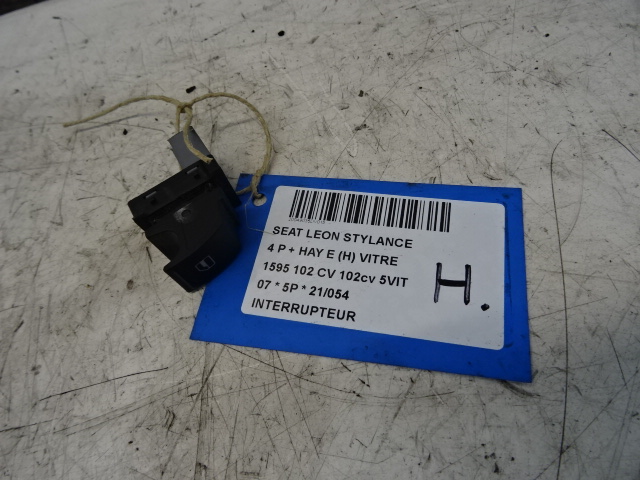 SEAT LEON STYLANCE
4 P + HAY E (H) VITRE
1595 102 CV 102cv 5VIT
07 * 5P * 21/054
INTERRUPTEUR
H.